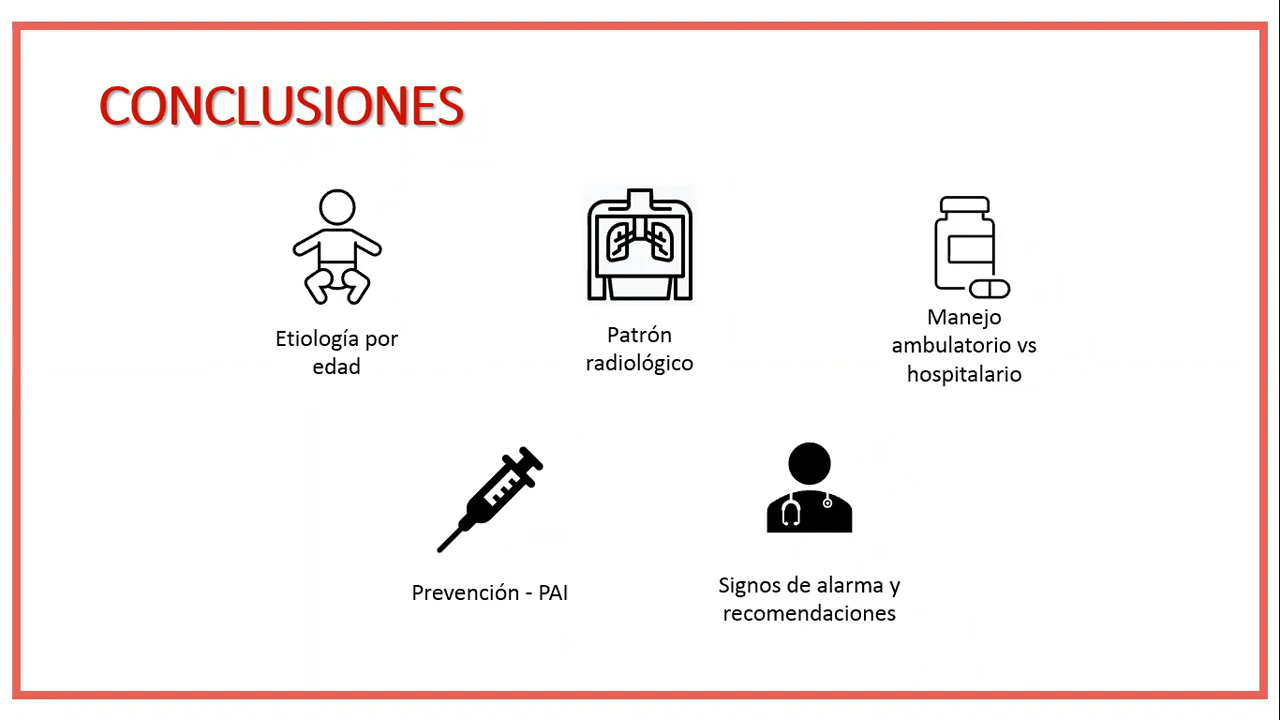 CONCLUSIONES
Etiología por
edad
Patrón
radiológico
Manejo
ambulatorio vs
hospitalario
Prevención - PAI
Signos de alarma y
recomendaciones